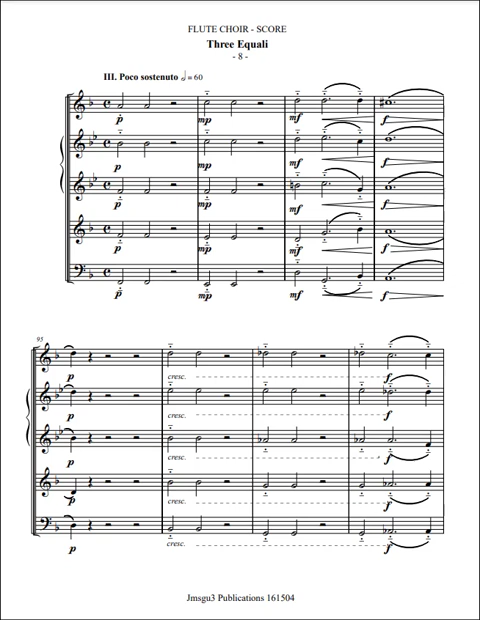 FLUTE CHOIR - SCORE
Three Equali
- 8 -
III. Poco sostenuto = 60
p mp mf f
p mp mf f
p mp mf f
p mp mf f
p mp mf f
95
p cresc. f
p cresc. f
p cresc. f
p cresc. f
p cresc. f
Jmsgu3 Publications 161504